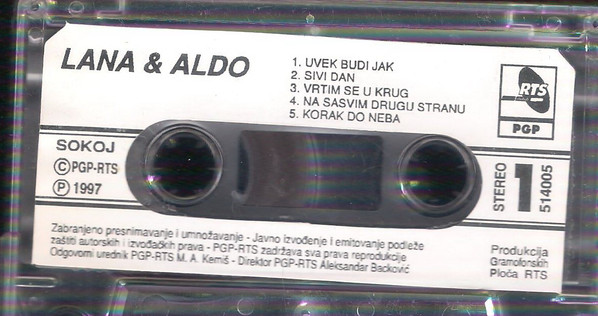 LANA & ALDO
1. UVEK BUDI JAK
2. SIVI DAN
3. VRTIM SE U KRUG
4. NA SASVIM DRUGU STRANU
5. KORAK DO NEBA
RTS
PGP
SOKOJ
©PGP-RTS
Ⓟ 1997
STEREO
1
514005
Zabranjeno presnimavanje i umnožavanje - Javno izvođenje i emitovanje podleže
zaštiti autorskih i izvođačkih prava - PGP-RTS zadržava sva prava reprodukcije
Odgovorni urednik PGP-RTS M. A. Kemiš - Direktor PGP-RTS Aleksandar Backović
Produkcija
Gramofonskih
Ploča RTS